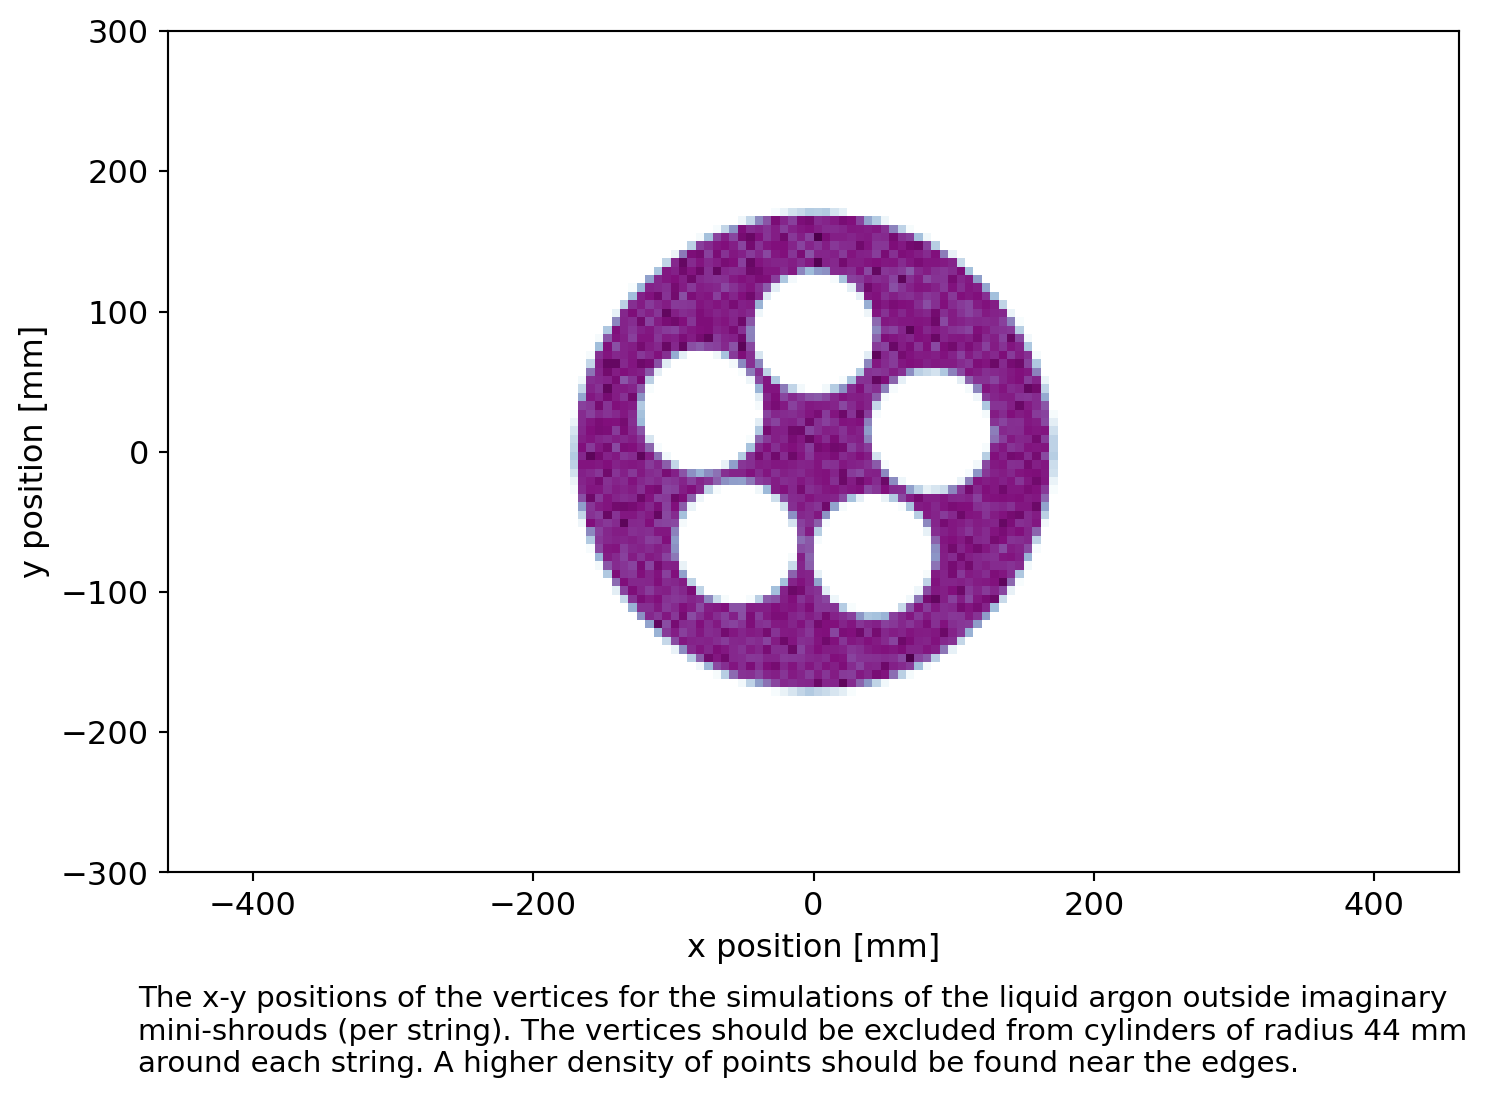 300
200
100
0
−100
−200
−300
y position [mm]
−400
−200
0
200
400
x position [mm]
The x-y positions of the vertices for the simulations of the liquid argon outside imaginary
mini-shrouds (per string). The vertices should be excluded from cylinders of radius 44 mm
around each string. A higher density of points should be found near the edges.